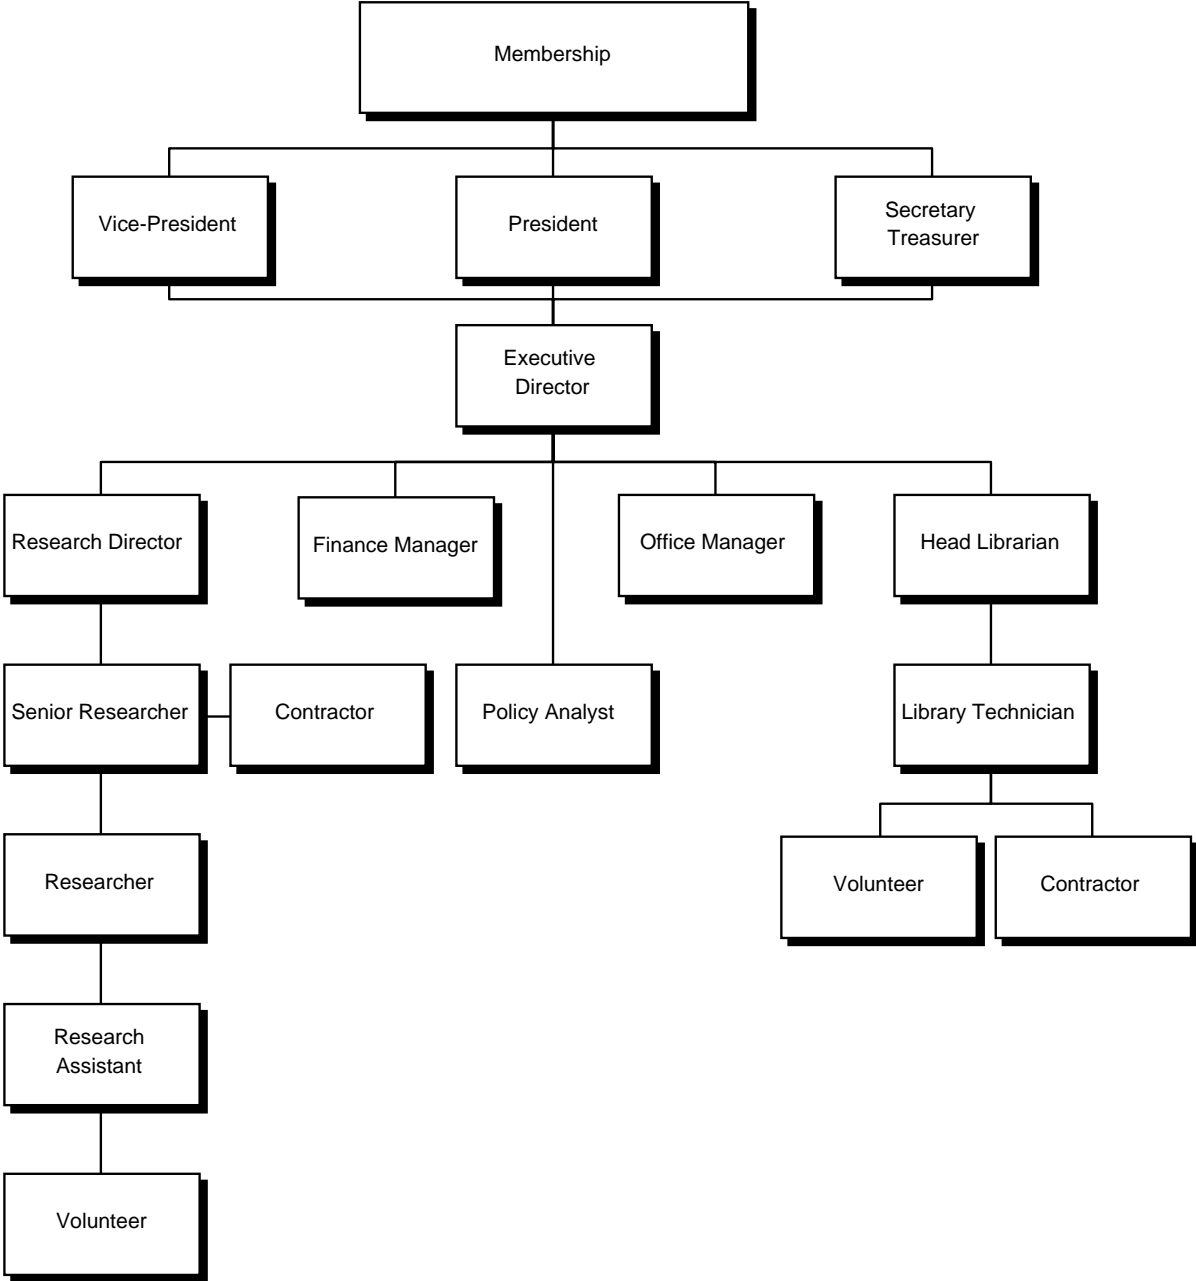 Membership
Vice-President
President
Secretary
Treasurer
Executive
Director
Research Director
Finance Manager
Office Manager
Head Librarian
Senior Researcher
Contractor
Policy Analyst
Library Technician
Researcher
Volunteer
Contractor
Research
Assistant
Volunteer